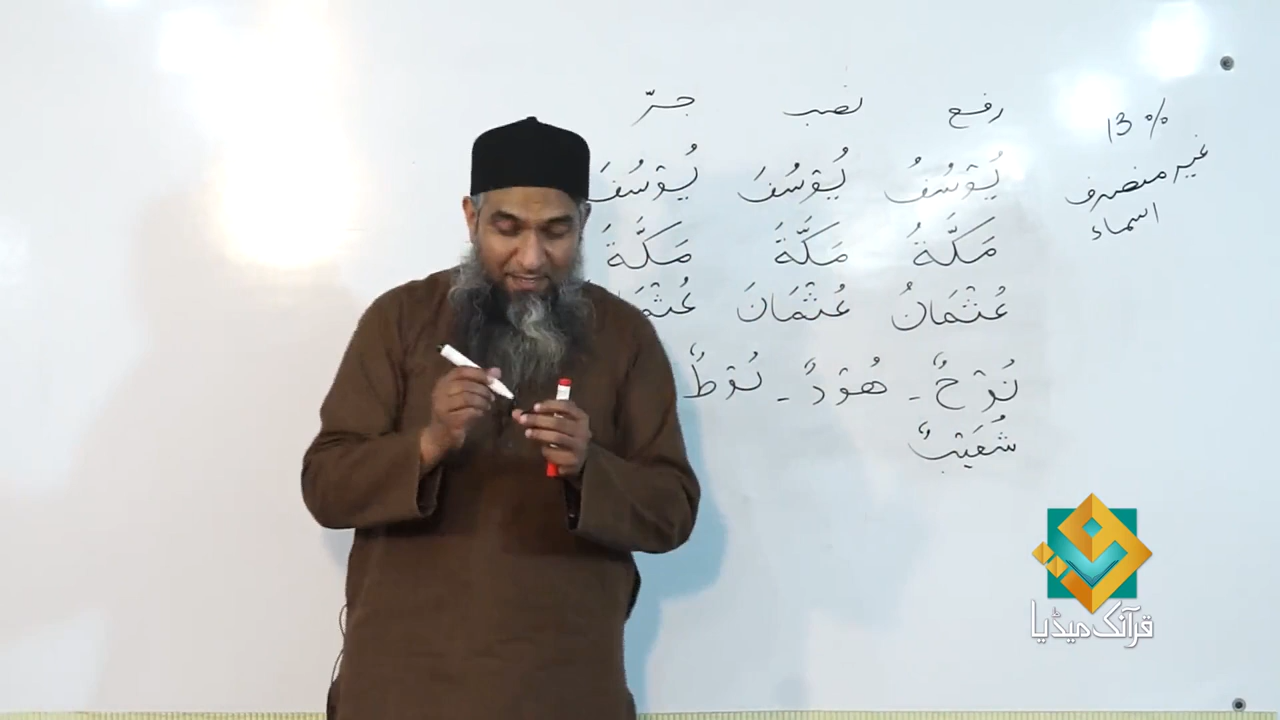 رفع نصب جرّ
13 %
غیر منصرف
اسماء
يُوْسُفُ يُوْسُفَ يُوْسُفَ
مَكَّةُ مَكَّةَ مَكَّةَ
عُثْمَانُ عُثْمَانَ
نُوْحٌ - هُوْدٌ - لُوْطٌ
شُعَيْبٌ
قرآنک میڈیا